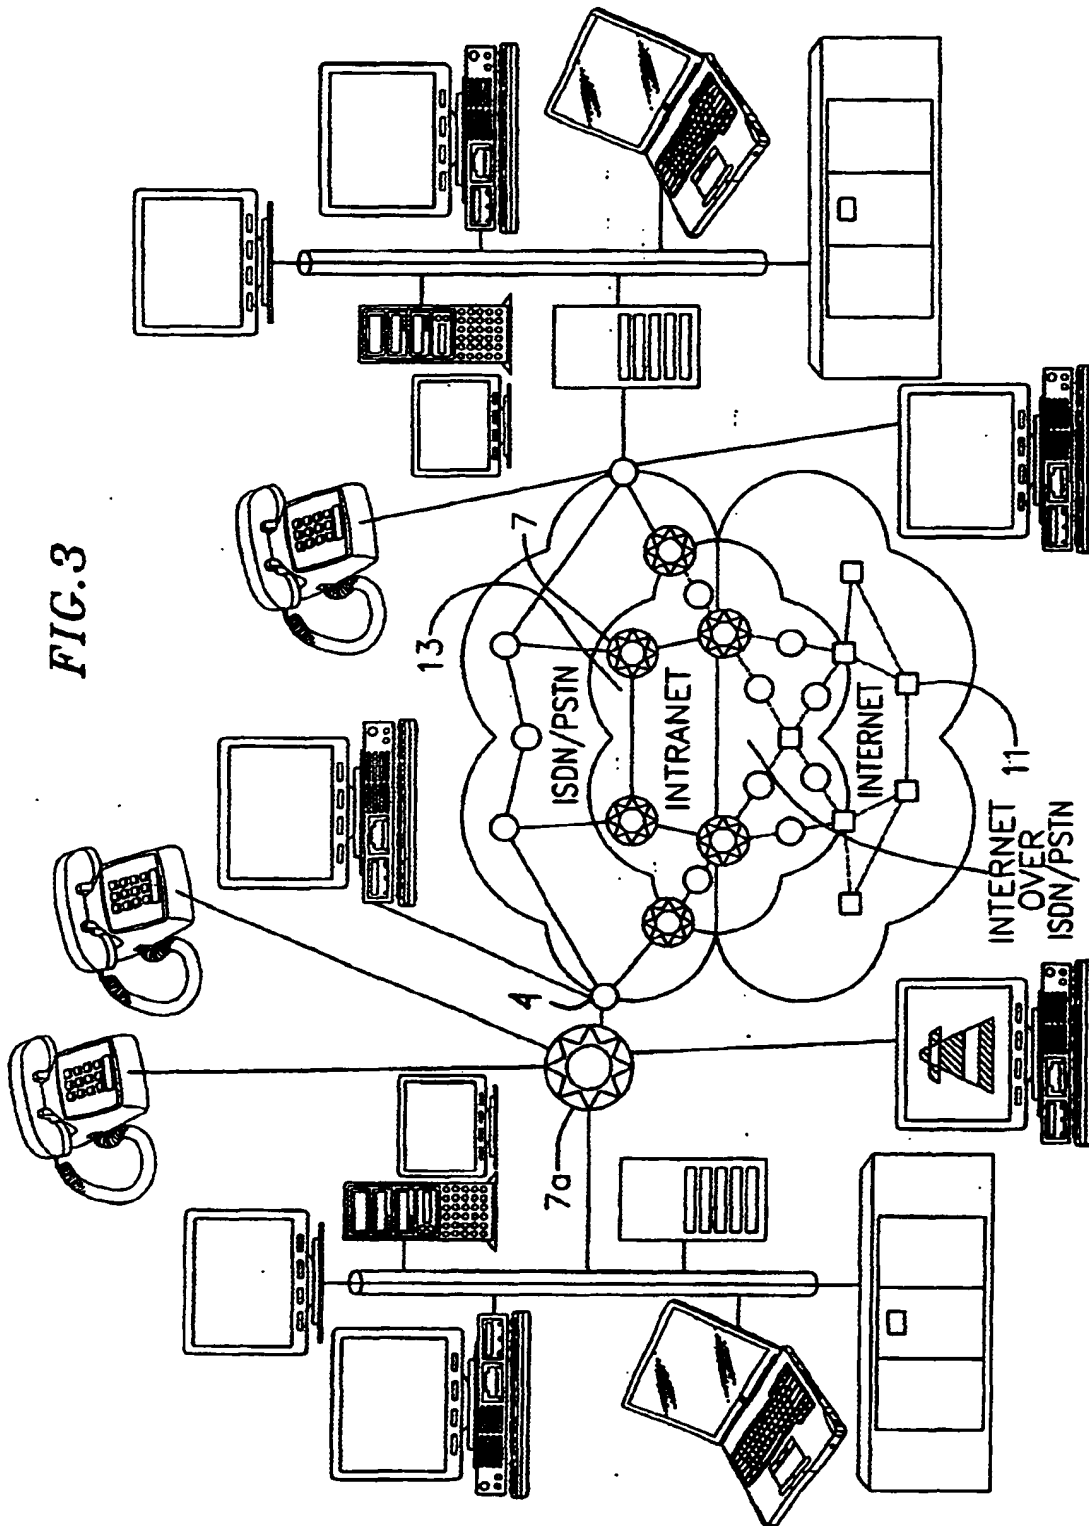 FIG.3
13
7
ISDN/PSTN
INTRANET
INTERNET
4
7a
11
INTERNET
OVER
ISDN/PSTN